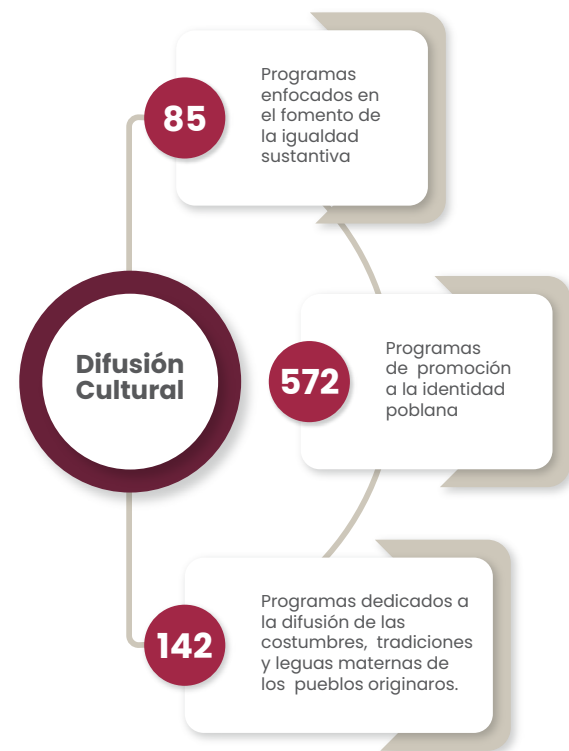 85
Programas
enfocados en
el fomento de
la igualdad
sustantiva
Difusión
Cultural
572
Programas
de promoción
a la identidad
poblana
142
Programas dedicados a
la difusión de las
costumbres, tradiciones
y leguas maternas de
los pueblos originaros.